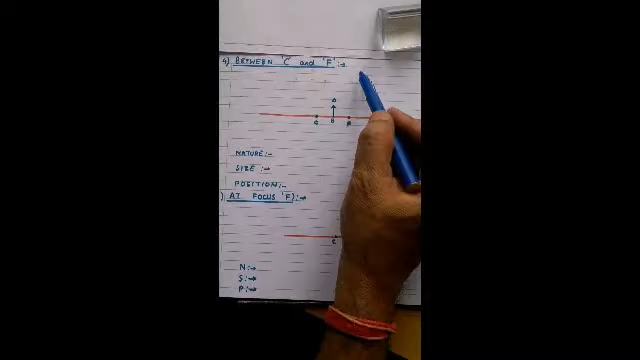 4) BETWEEN 'C' and 'F' :→
A
C B F
NATURE:-
SIZE :→
POSITION:-
) AT FOCUS 'F) :→
C
N :→
S :→
P :→